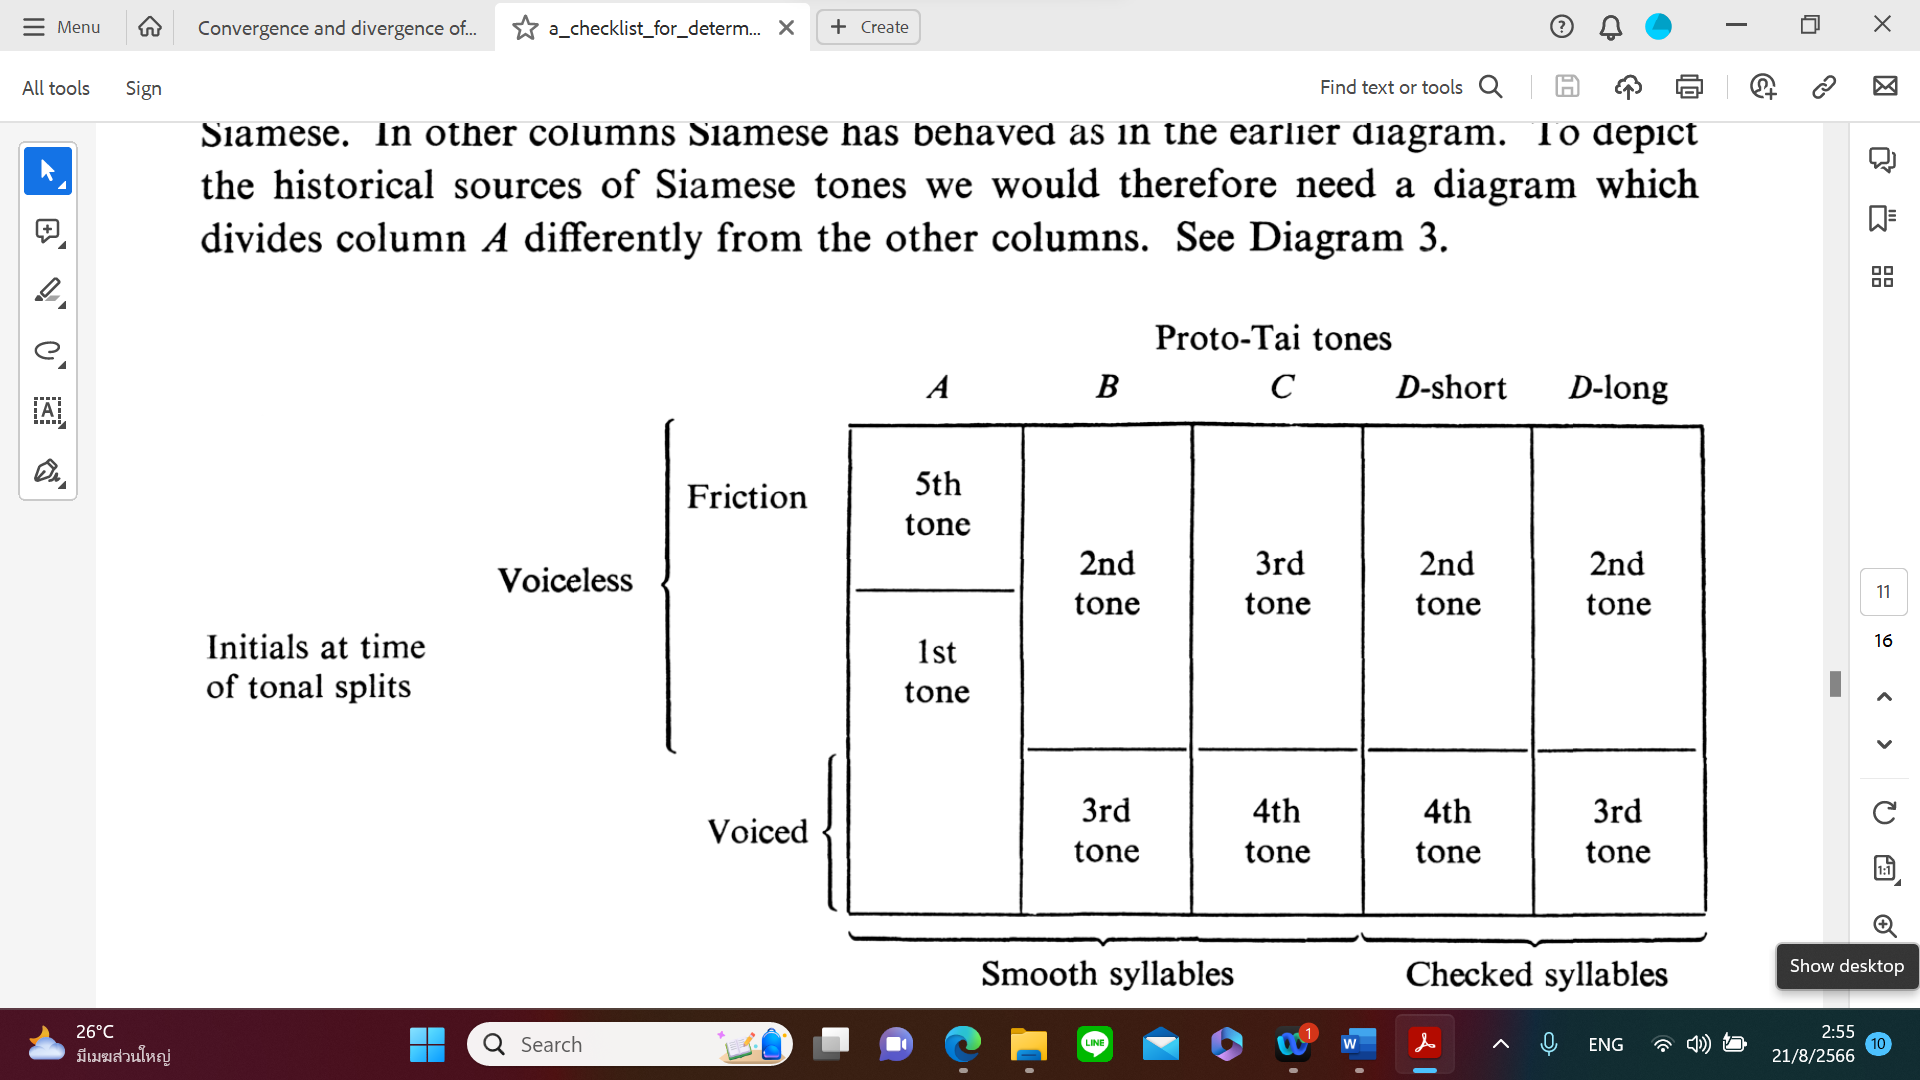 Menu
Convergence and divergence of...
a_checklist_for_determ...
Create
All tools
Sign
Find text or tools
Siamese. In other columns Siamese has behaved as in the earlier diagram. To depict
the historical sources of Siamese tones we would therefore need a diagram which
divides column A differently from the other columns. See Diagram 3.
Proto-Tai tones
A B C D-short D-long
Friction
5th
tone
Voiceless
2nd
tone
3rd
tone
2nd
tone
2nd
tone
Initials at time
of tonal splits
1st
tone
Voiced
3rd
tone
4th
tone
4th
tone
3rd
tone
Smooth syllables
Checked syllables
11
16
1:1
Show desktop
26°C
มีเมฆส่วนใหญ่
Search
LINE
1
W
ENG
2:55
21/8/2566
10